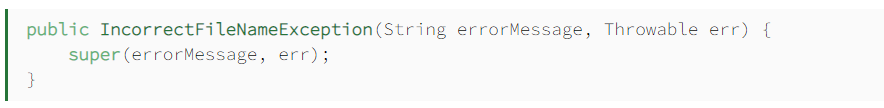 public IncorrectFileNameException(String errorMessage, Throwable err) {
    super(errorMessage, err);
}